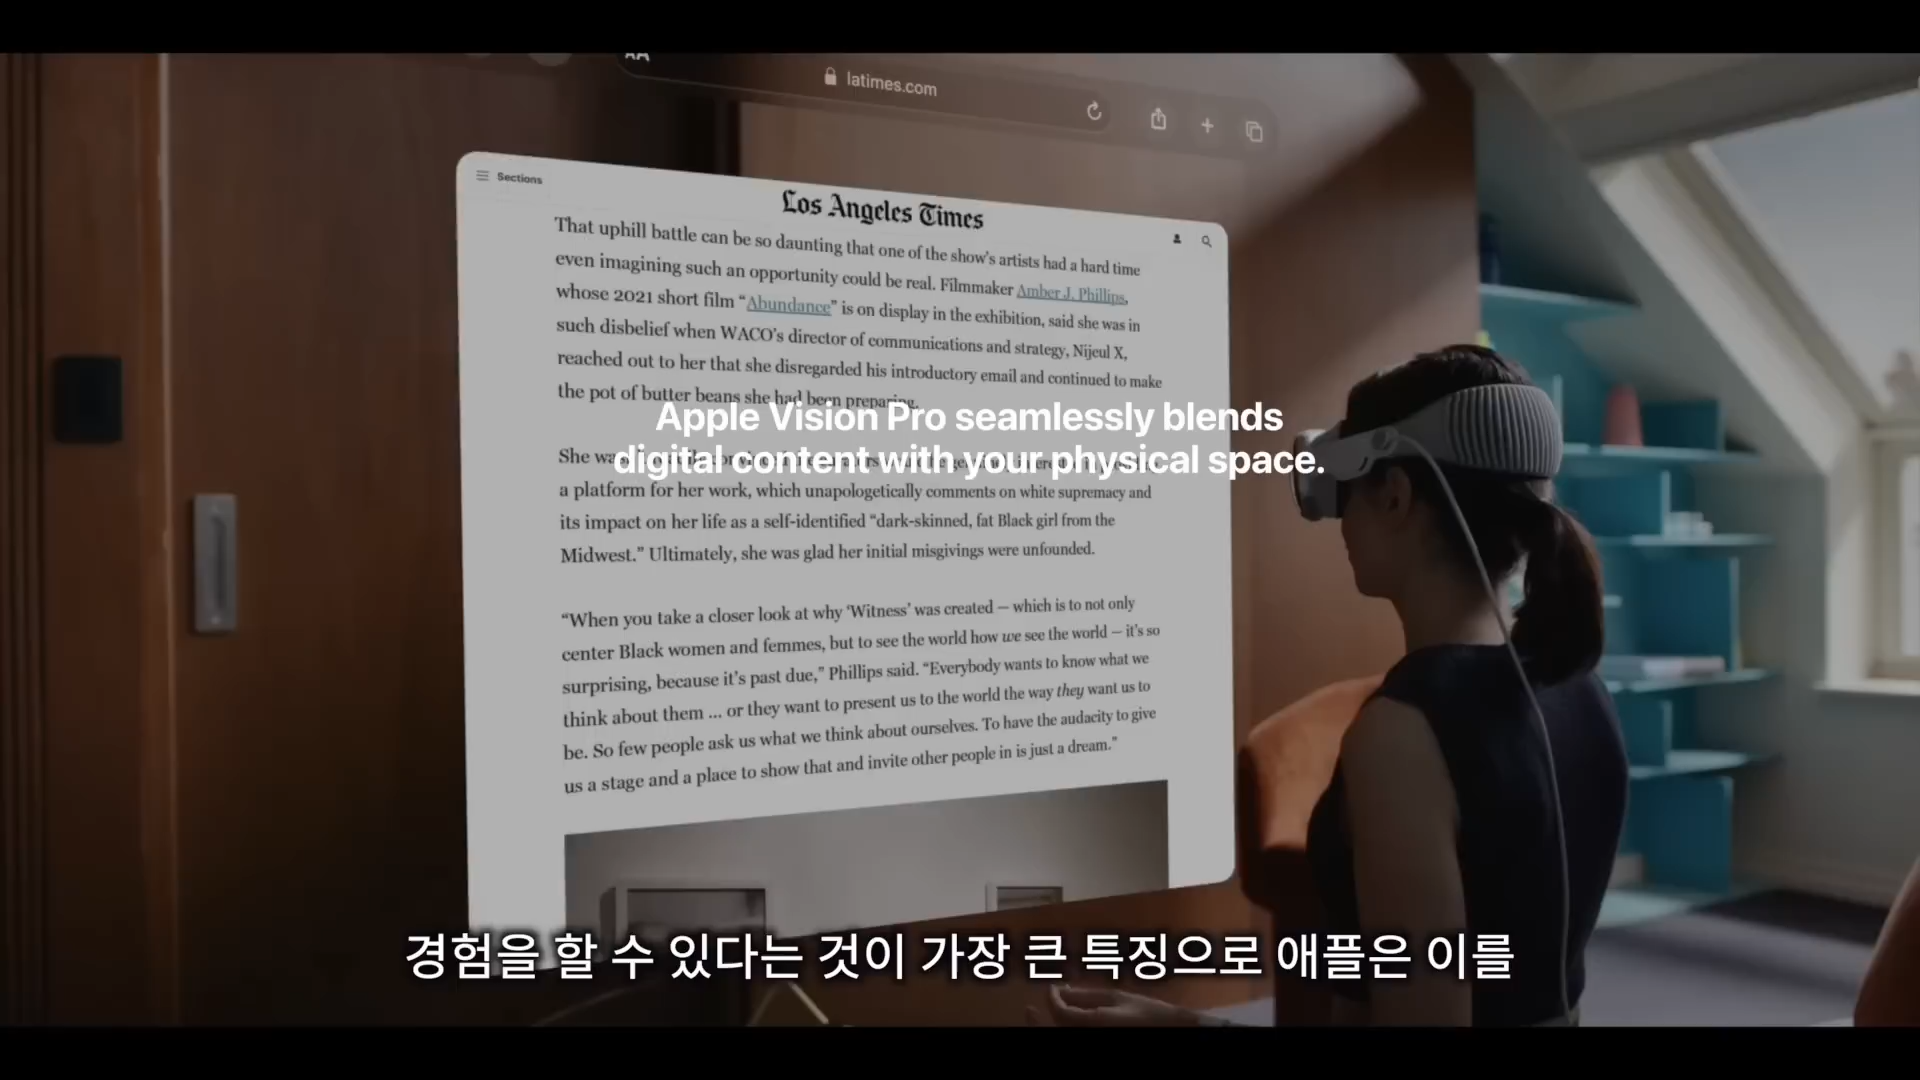 AA
latimes.com
Sections
Los Angeles Times
That uphill battle can be so daunting that one of the show's artists had a hard time
even imagining such an opportunity could be real. Filmmaker Amber J. Phillips,
whose 2021 short film “Abundance” is on display in the exhibition, said she was in
such disbelief when WACO's director of communications and strategy, Nijeul X,
reached out to her that she disregarded his introductory email and continued to make
the pot of butter beans she had been preparing.
Apple Vision Pro seamlessly blends
digital content with your physical space.
She was
a platform for her work, which unapologetically comments on white supremacy and
its impact on her life as a self-identified “dark-skinned, fat Black girl from the
Midwest.” Ultimately, she was glad her initial misgivings were unfounded.
“When you take a closer look at why ‘Witness’ was created — which is to not only
center Black women and femmes, but to see the world how we see the world — it's so
surprising, because it's past due,” Phillips said. “Everybody wants to know what we
think about them ... or they want to present us to the world the way they want us to
be. So few people ask us what we think about ourselves. To have the audacity to give
us a stage and a place to show that and invite other people in is just a dream.”
경험을 할 수 있다는 것이 가장 큰 특징으로 애플은 이를